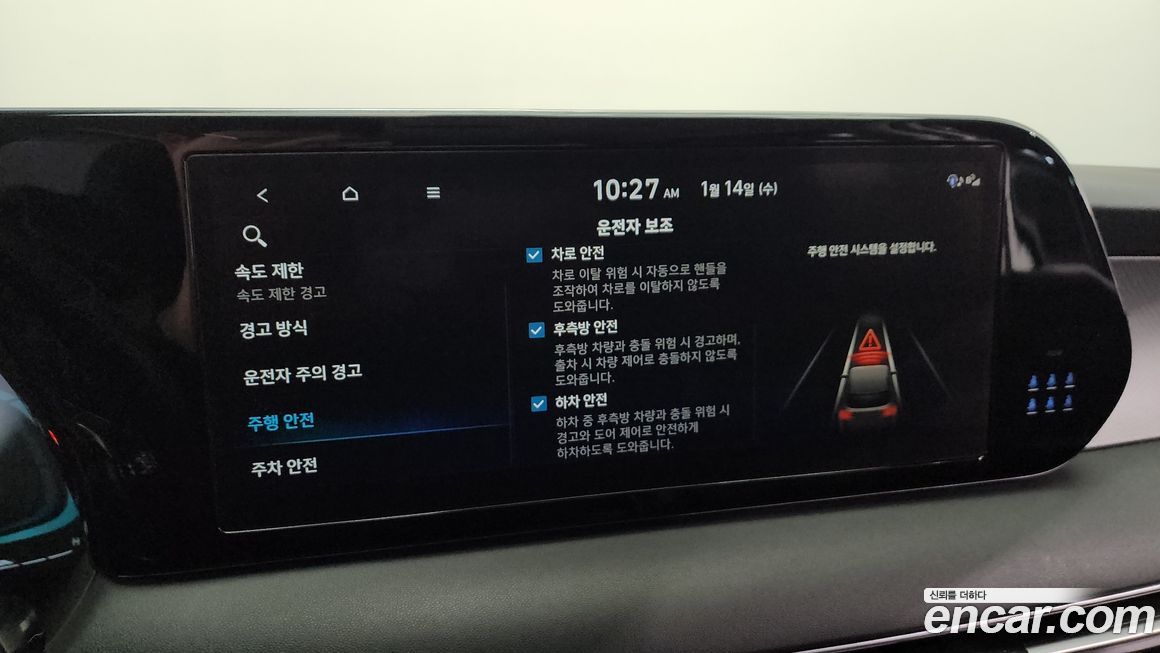 10:27 AM 1월 14일 (수)
운전자 보조
속도 제한
속도 제한 경고
경고 방식
운전자 주의 경고
주행 안전
주차 안전
차로 안전
차로 이탈 위험 시 자동으로 핸들을
조작하여 차로를 이탈하지 않도록
도와줍니다.
후측방 안전
후측방 차량과 충돌 위험 시 경고하며,
출차 시 차량 제어로 충돌하지 않도록
도와줍니다.
하차 안전
하차 중 후측방 차량과 충돌 위험 시
경고와 도어 제어로 안전하게
하차하도록 도와줍니다.
주행 안전 시스템을 설정합니다.
신뢰를 더하다
encar.com